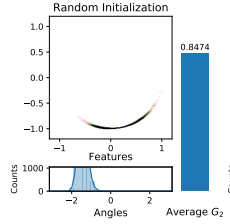 Random Initialization
0.8474
1.0
0.5
0.0
−0.5
−1.0
−1 0 1
Features
Counts
1000
0
−2 0 2
Angles
Average G2
Counts